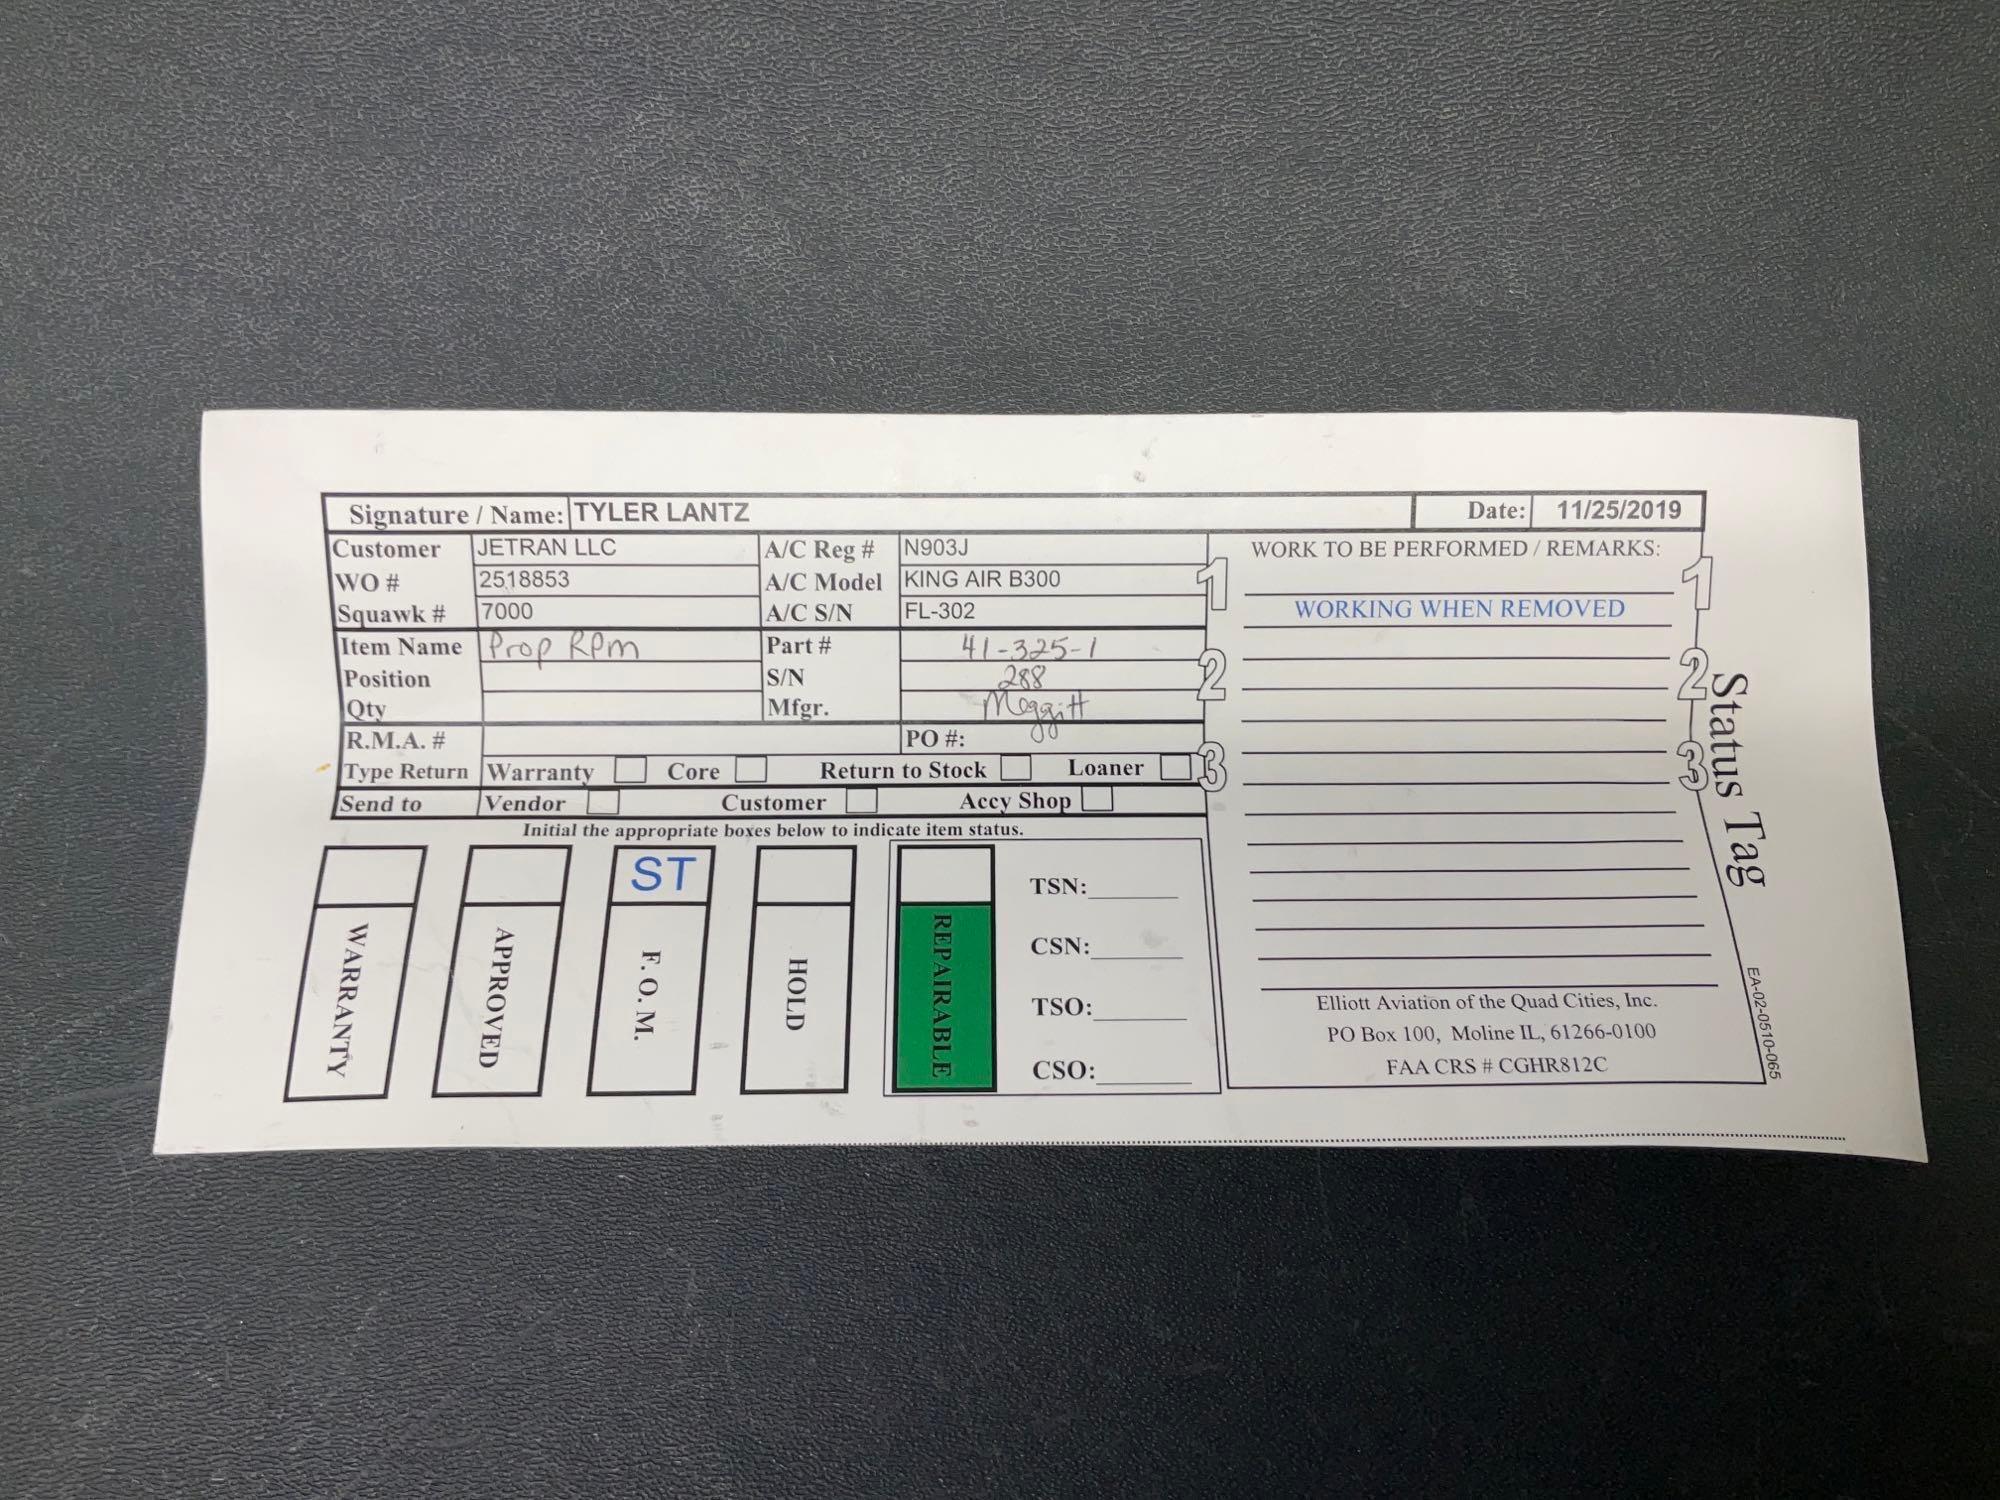 Signature / Name: TYLER LANTZ Date: 11/25/2019
Customer JETRAN LLC A/C Reg # N903J
WO # 2518853 A/C Model KING AIR B300
Squawk # 7000 A/C S/N FL-302
Item Name Prop RPM Part # 41-325-1
Position S/N 288
Qty Mfgr. Meggitt
R.M.A. # PO #:
Type Return Warranty Core Return to Stock Loaner
Send to Vendor Customer Accy Shop
Initial the appropriate boxes below to indicate item status.
WARRANTY
APPROVED
ST
F. O. M.
HOLD
REPAIRABLE
TSN:
CSN:
TSO:
CSO:
1
2
3
WORK TO BE PERFORMED / REMARKS:
WORKING WHEN REMOVED
Elliott Aviation of the Quad Cities, Inc.
PO Box 100, Moline IL, 61266-0100
FAA CRS # CGHR812C
1
2
3
Status Tag
EA-02-0510-065